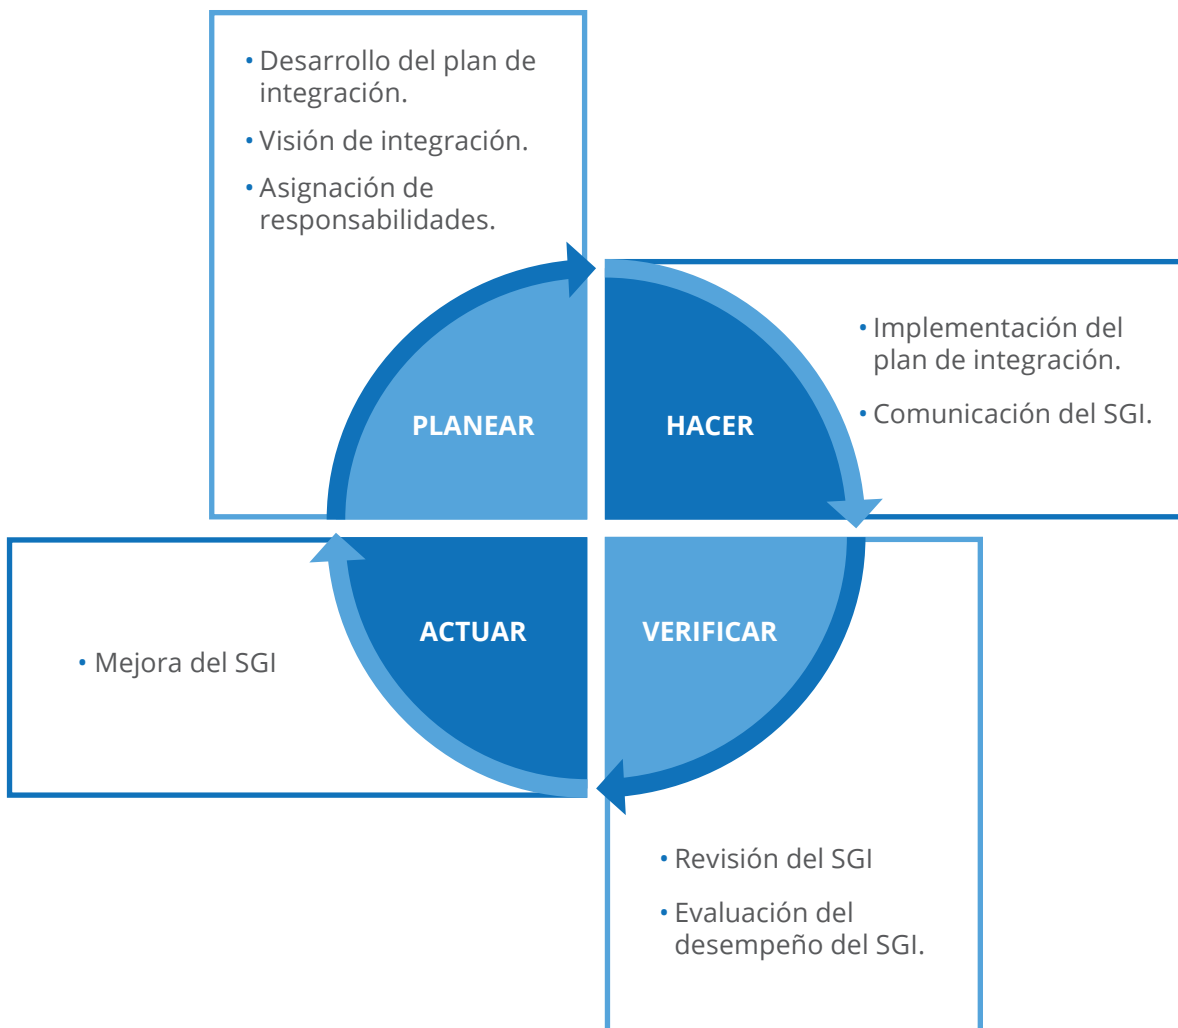 • Desarrollo del plan de
integración.
• Visión de integración.
• Asignación de
responsabilidades.
• Implementación del
plan de integración.
• Comunicación del SGI.
PLANEAR
HACER
ACTUAR
VERIFICAR
• Mejora del SGI
• Revisión del SGI
• Evaluación del
desempeño del SGI.